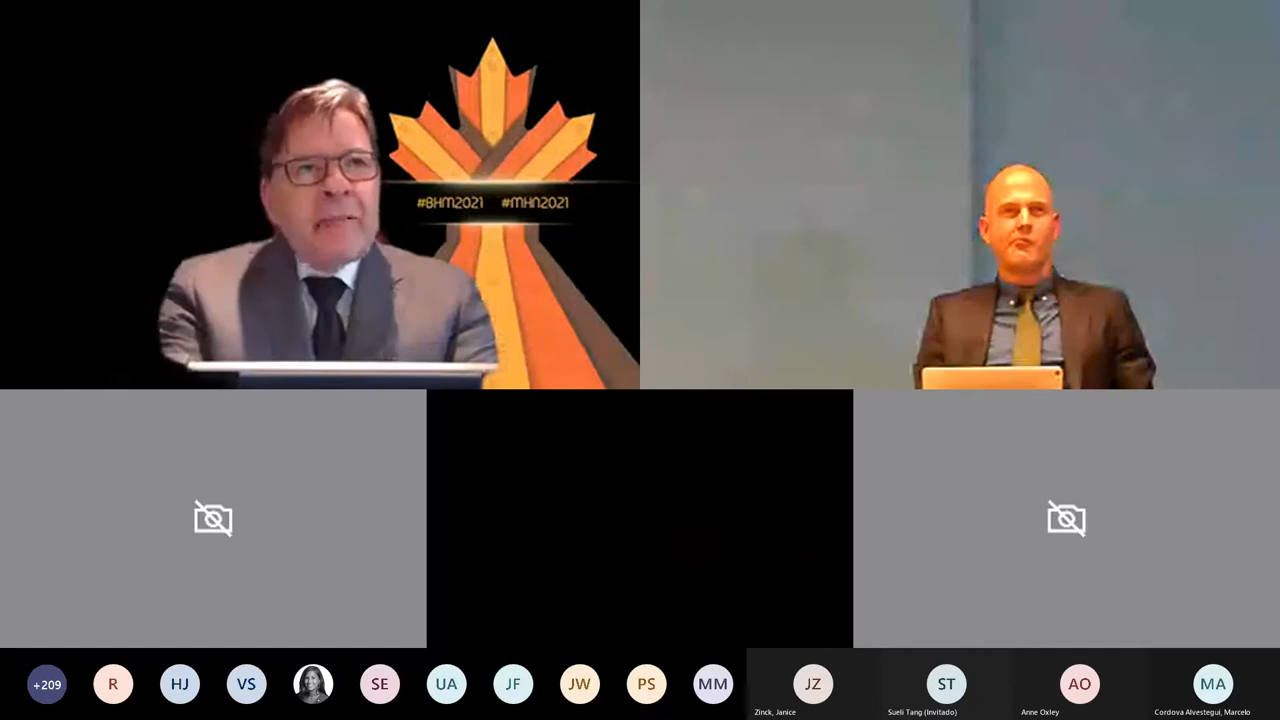 #BHM2021 #MHN2021
+209 R HJ VS SE UA JF JW PS MM JZ ST AO MA
Zinck, Janice Sueli Tang (Invitado) Anne Oxley Cordova Alvestegui, Marcelo